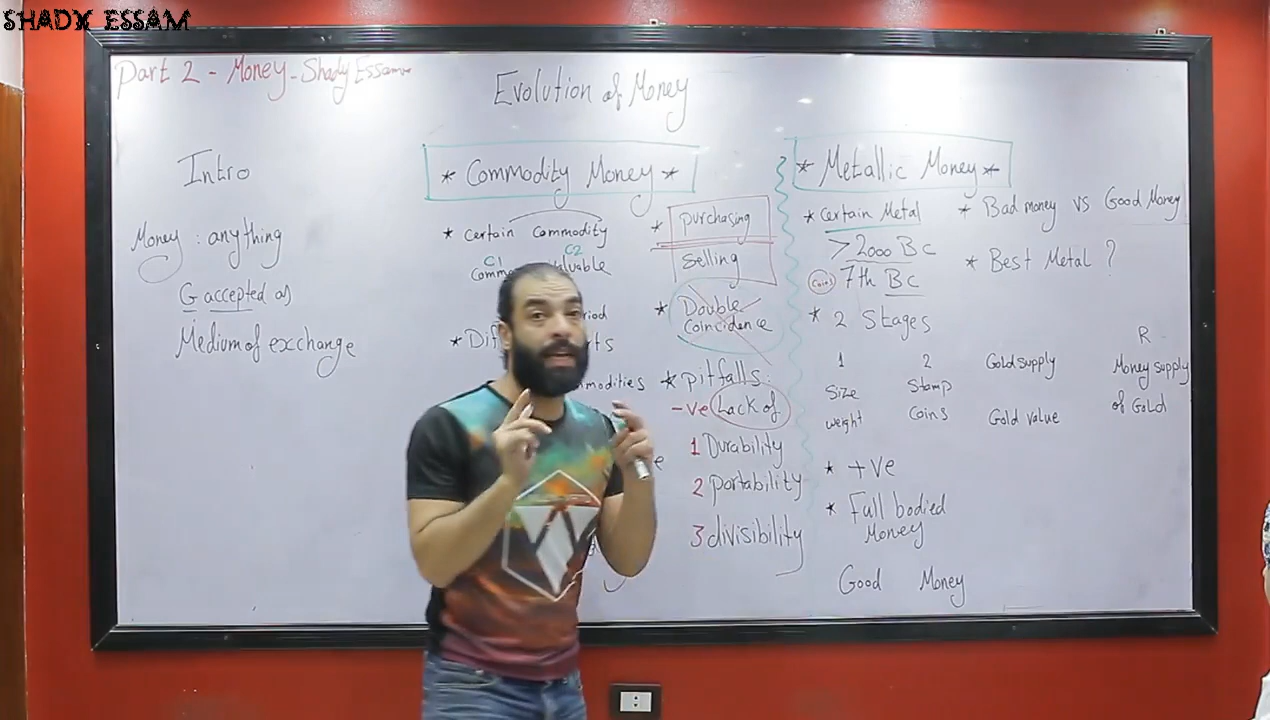 SHADY ESSAM
Part 2 - Money - Shady Essam
Evolution of Money
Intro
Money : anything
G accepted as
Medium of exchange
* Commodity Money *
* certain commodity
C1 C2
* Purchasing
Selling
* Double
Coincidence
* pitfalls:
-ve Lack of
1 Durability
2 portability
3 divisibility
* Metallic Money *
* Certain Metal
> 2000 BC
Coins 7th BC
* 2 Stages
1 2
Size Stamp
weight coins
Gold supply
Gold value
R
Money supply
of Gold
* +ve
* Full bodied
Money
Good Money
* Bad money vs Good Money
* Best Metal ?